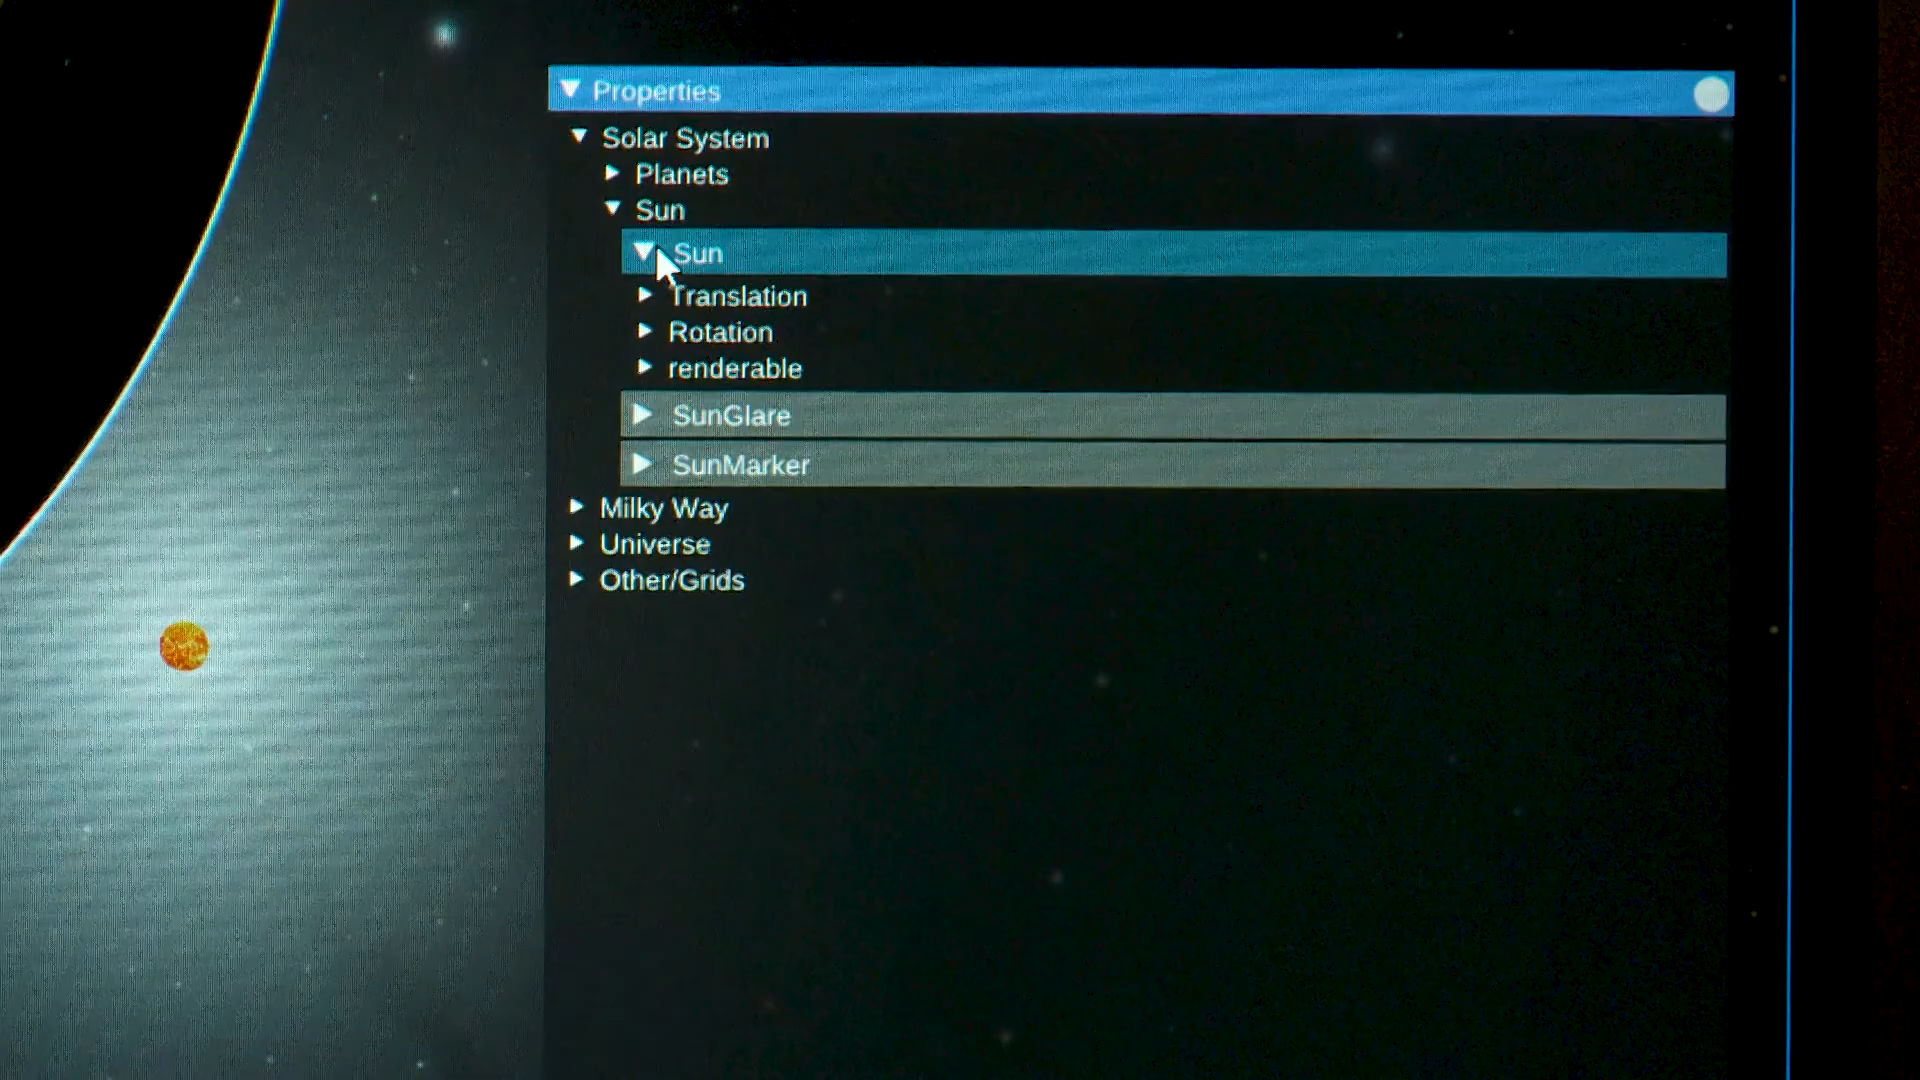 Properties
Solar System
Planets
Sun
Sun
Translation
Rotation
renderable
SunGlare
SunMarker
Milky Way
Universe
Other/Grids